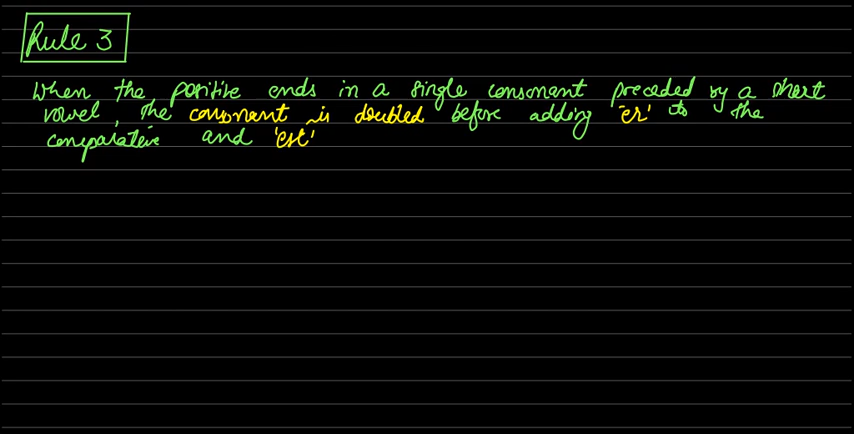 Rule 3
When the positive ends in a single consonant preceded by a short
vowel, the consonant is doubled before adding 'er' to the
comparative and 'est'